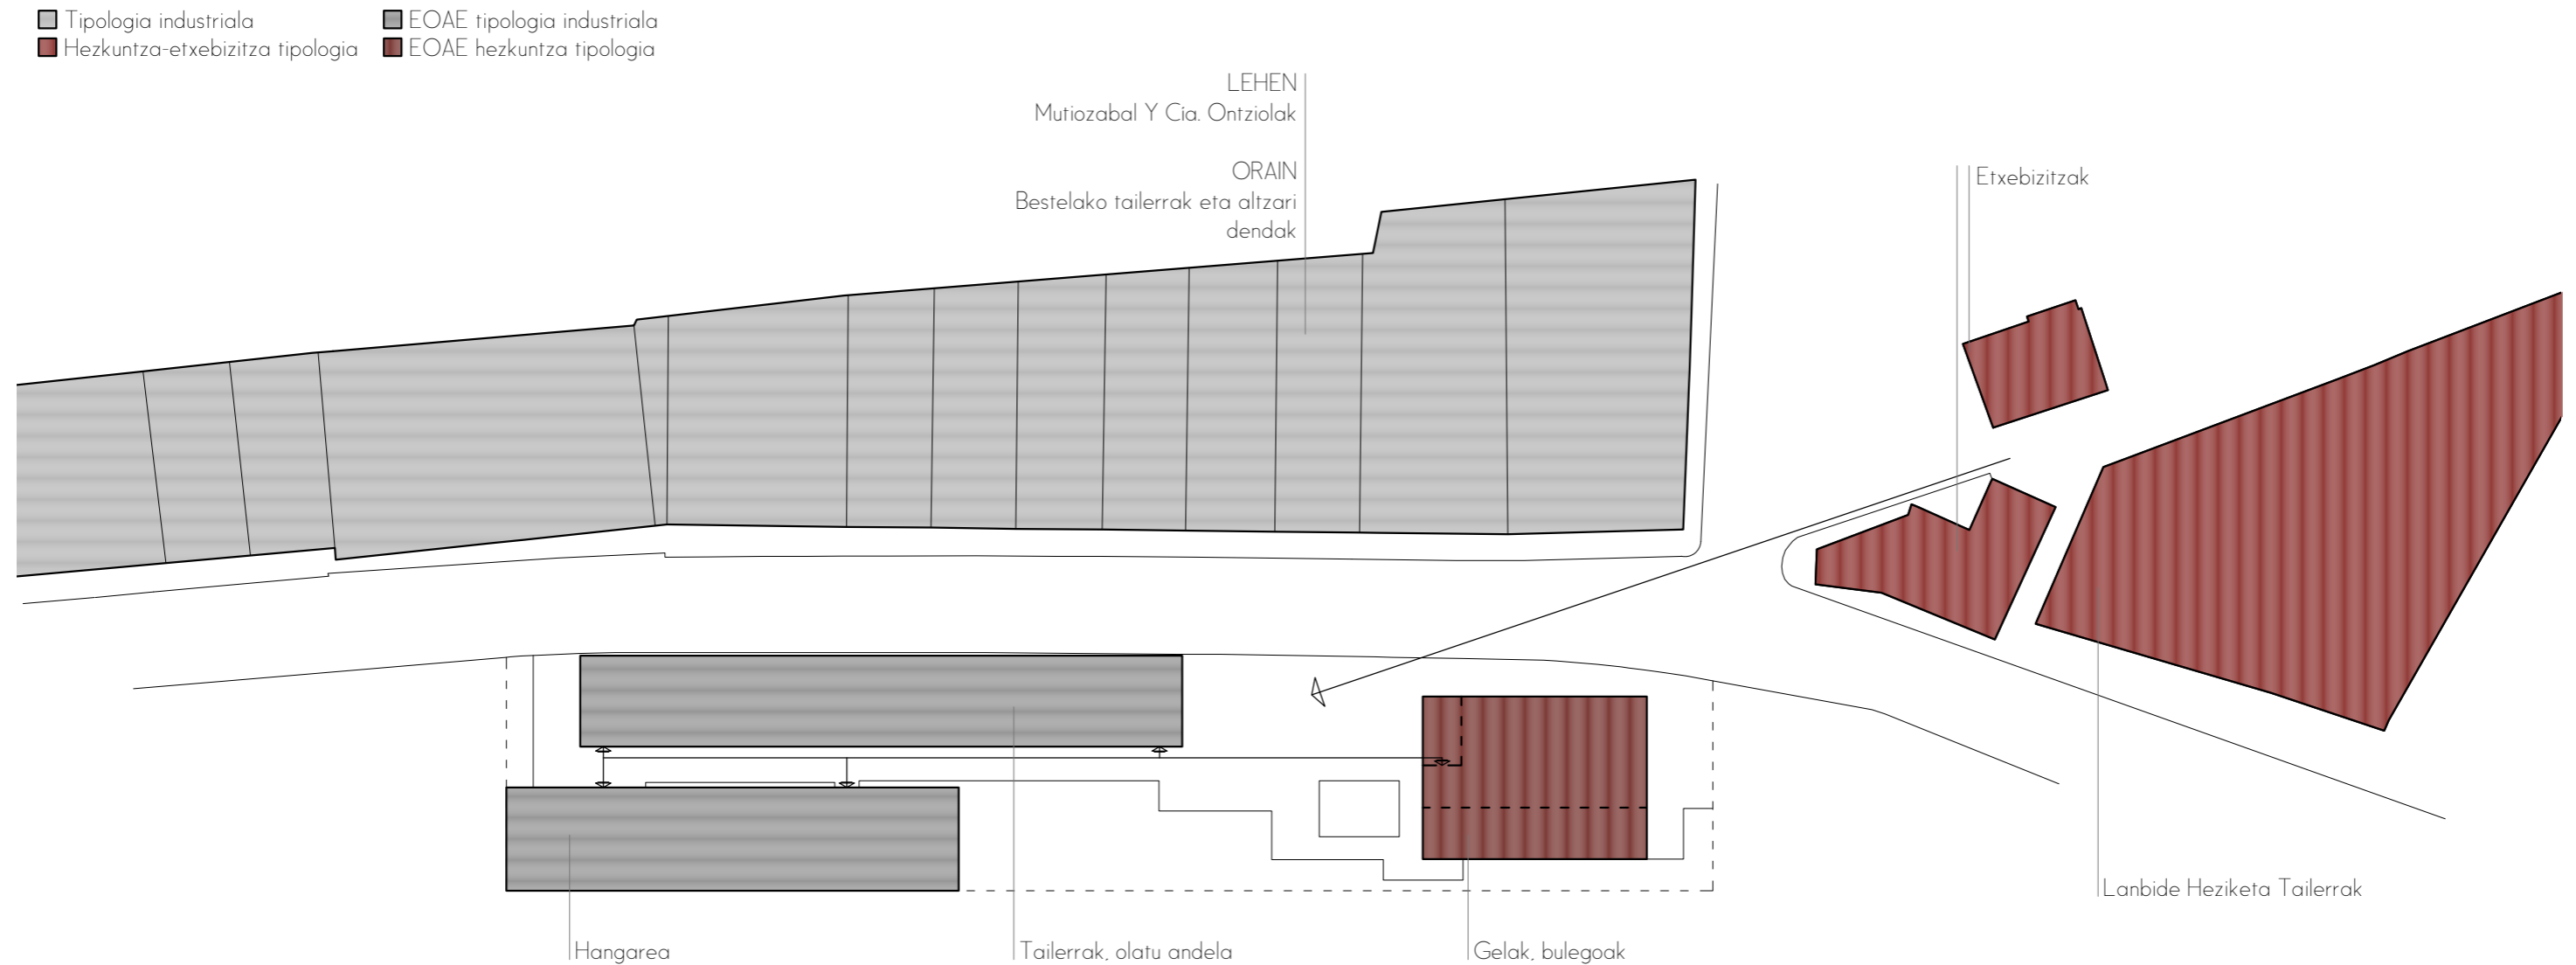 Tipologia industriala
EOAE tipologia industriala
Hezkuntza-etxebizitza tipologia
EOAE hezkuntza tipologia
LEHEN
Mutiozabal Y Cia. Ontziolak
ORAIN
Bestelako tailerrak eta altzari
dendak
Etxebizitzak
Lanbide Heziketa Tailerrak
Hangarea
Tailerrak, olatu andela
Gelak, bulegoak